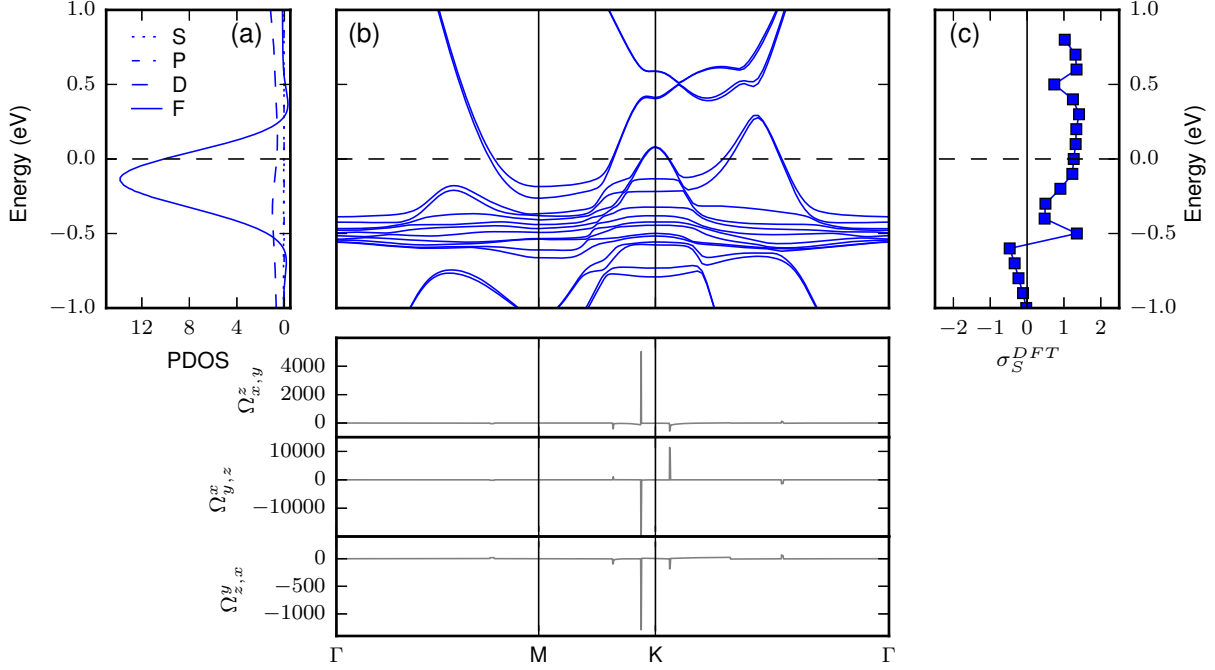 1.0
0.5
0.0
−0.5
−1.0
Energy (eV)
S
P
D
F
(a)
12 8 4 0
PDOS
(b)
(c)
−2 −1 0 1 2
σ_S^{DFT}
1.0
0.5
0.0
−0.5
−1.0
Energy (eV)
4000
2000
0
Ω^z_{x,y}
10000
0
−10000
Ω^x_{y,z}
0
−500
−1000
Ω^y_{z,x}
Γ M K Γ